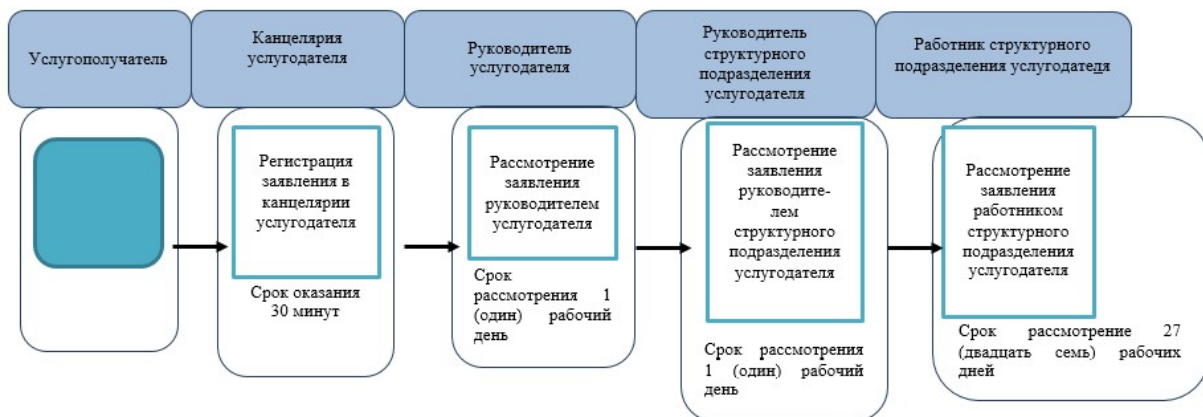 Услугополучатель
Канцелярия
услугодателя
Руководитель
услугодателя
Руководитель
структурного
подразделения
услугодателя
Работник структурного
подразделения услугодателя
Регистрация
заявления в
канцелярии
услугодателя
Срок оказания
30 минут
Рассмотрение
заявления
руководителем
услугодателя
Срок
рассмотрения 1
(один) рабочий
день
Рассмотрение
заявления
руководите-
лем
структурного
подразделения
услугодателя
Срок рассмотрения
1 (один) рабочий
день
Рассмотрение
заявления
работником
структурного
подразделения
услугодателя
Срок рассмотрение 27
(двадцать семь) рабочих
дней